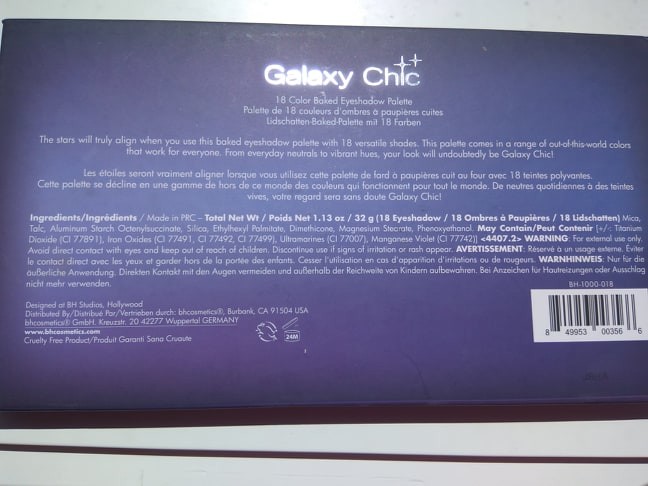 Galaxy Chic
18 Color Baked Eyeshadow Palette
Palette de 18 couleurs d'ombres à paupières cuites
Lidschatten-Baked-Palette mit 18 Farben
The stars will truly align when you use this baked eyeshadow palette with 18 versatile shades. This palette comes in a range of out-of-this-world colors
that work for everyone. From everyday neutrals to vibrant hues, your look will undoubtedly be Galaxy Chic!
Les étoiles seront vraiment aligner lorsque vous utilisez cette palette de fard à paupières cuit au four avec 18 teintes polyvantes.
Cette palette se décline en une gamme de hors de ce monde des couleurs qui fonctionnent pour tout le monde. De neutres quotidiennes à des teintes
vives, votre regard sera sans doute Galaxy Chic!
Ingredients/Ingrédients / Made in PRC – Total Net Wt / Poids Net 1.13 oz / 32 g (18 Eyeshadow / 18 Ombres à Paupières / 18 Lidschatten) Mica,
Talc, Aluminum Starch Octenylsuccinate, Silica, Ethylhexyl Palmitate, Dimethicone, Magnesium Stearate, Phenoxyethanol. May Contain/Peut Contenir [+/-: Titanium
Dioxide (CI 77891), Iron Oxides (CI 77491, CI 77492, CI 77499), Ultramarines (CI 77007), Manganese Violet (CI 77742)] <4407.2> WARNING: For external use only.
Avoid direct contact with eyes and keep out of reach of children. Discontinue use if signs of irritation or rash appear. AVERTISSEMENT: Réservé à un usage externe. Éviter
le contact direct avec les yeux et garder hors de la portée des enfants. Cesser l'utilisation en cas d'apparition d'irritations ou de rougeurs. WARNHINWEIS: Nur für die
äußerliche Anwendung. Direkten Kontakt mit den Augen vermeiden und außerhalb der Reichweite von Kindern aufbewahren. Bei Anzeichen für Hautreizungen oder Ausschlag
nicht mehr verwenden.
BH-1000-018
Designed at BH Studios, Hollywood
Distributed By/Distribué Par/Vertrieben durch: bhcosmetics®, Burbank, CA 91504 USA
bhcosmetics® GmbH, Kreuzstr. 20 42277 Wuppertal GERMANY
www.bhcosmetics.com
Cruelty Free Product/Produit Garanti Sans Cruaute
24M
8 49953 00356 6